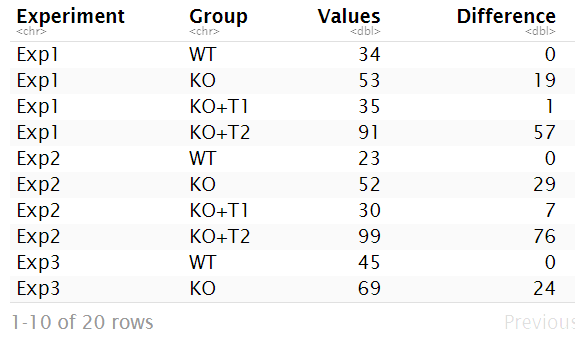 Experiment Group Values Difference
<chr> <chr> <dbl> <dbl>
Exp1 WT 34 0
Exp1 KO 53 19
Exp1 KO+T1 35 1
Exp1 KO+T2 91 57
Exp2 WT 23 0
Exp2 KO 52 29
Exp2 KO+T1 30 7
Exp2 KO+T2 99 76
Exp3 WT 45 0
Exp3 KO 69 24
1-10 of 20 rows Previous